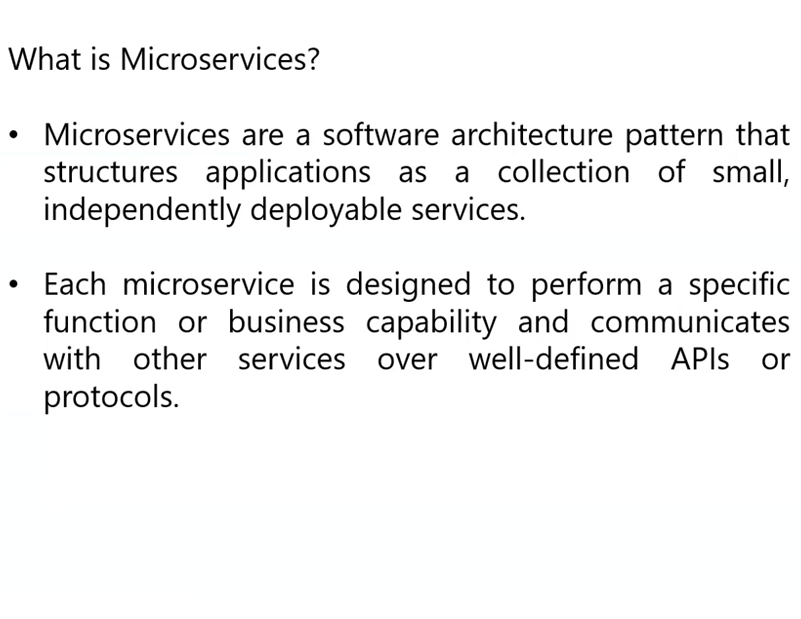 What is Microservices?
• Microservices are a software architecture pattern that
structures applications as a collection of small,
independently deployable services.
• Each microservice is designed to perform a specific
function or business capability and communicates
with other services over well-defined APIs or
protocols.